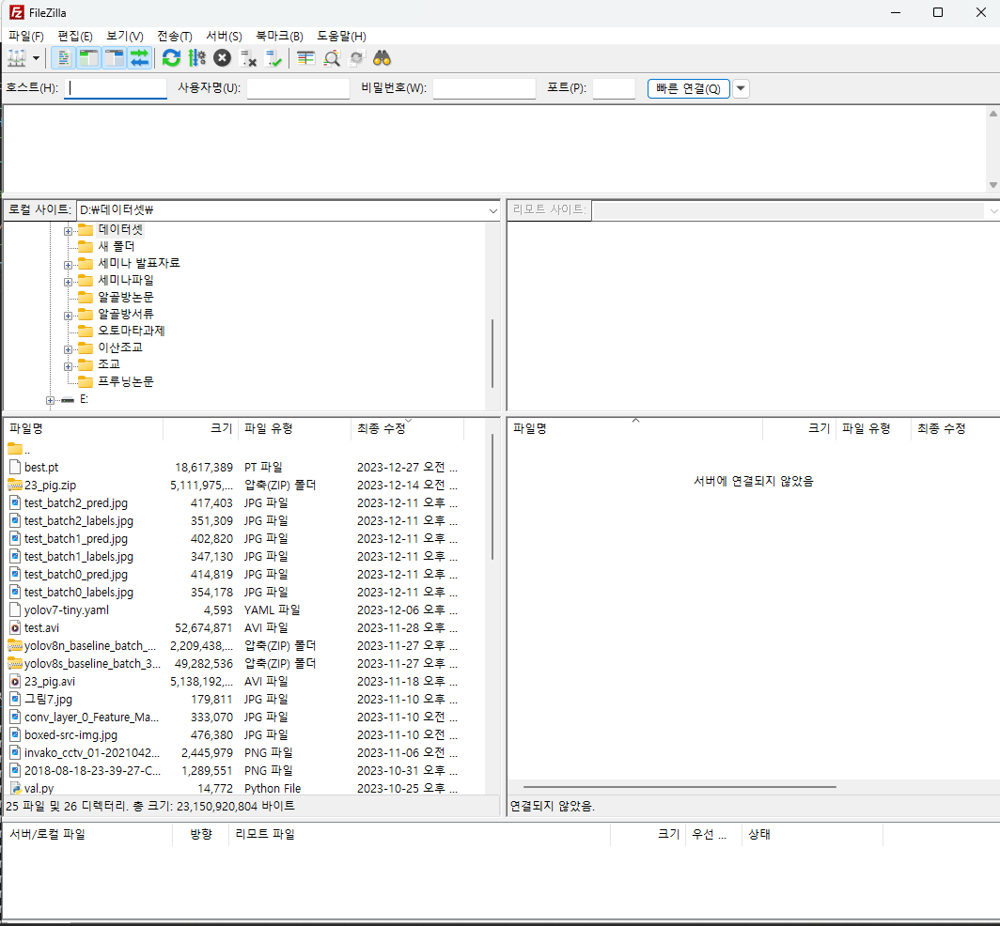 FileZilla
파일(F) 편집(E) 보기(V) 전송(T) 서버(S) 북마크(B) 도움말(H)
호스트(H): 사용자명(U): 비밀번호(W): 포트(P): 빠른 연결(Q)
로컬 사이트: D:₩데이터셋₩
데이터셋
새 폴더
세미나 발표자료
세미나파일
알골방논문
알골방서류
오토마타과제
이산조교
조교
프루닝논문
E:
파일명 크기 파일 유형 최종 수정
..
best.pt 18,617,389 PT 파일 2023-12-27 오전 ...
23_pig.zip 5,111,975,... 압축(ZIP) 폴더 2023-12-14 오전 ...
test_batch2_pred.jpg 417,403 JPG 파일 2023-12-11 오후 ...
test_batch2_labels.jpg 351,309 JPG 파일 2023-12-11 오후 ...
test_batch1_pred.jpg 402,820 JPG 파일 2023-12-11 오후 ...
test_batch1_labels.jpg 347,130 JPG 파일 2023-12-11 오후 ...
test_batch0_pred.jpg 414,819 JPG 파일 2023-12-11 오후 ...
test_batch0_labels.jpg 354,178 JPG 파일 2023-12-11 오후 ...
yolov7-tiny.yaml 4,593 YAML 파일 2023-12-06 오후 ...
test.avi 52,674,871 AVI 파일 2023-11-28 오후 ...
yolov8n_baseline_batch_... 2,209,438,... 압축(ZIP) 폴더 2023-11-27 오후 ...
yolov8s_baseline_batch_3... 49,282,536 압축(ZIP) 폴더 2023-11-27 오후 ...
23_pig.avi 5,138,192,... AVI 파일 2023-11-18 오후 ...
그림7.jpg 179,811 JPG 파일 2023-11-10 오후 ...
conv_layer_0_Feature_Ma... 333,070 JPG 파일 2023-11-10 오전 ...
boxed-src-img.jpg 476,380 JPG 파일 2023-11-10 오전 ...
invako_cctv_01-2021042... 2,445,979 PNG 파일 2023-11-06 오전 ...
2018-08-18-23-39-27-C... 1,289,551 PNG 파일 2023-10-31 오후 ...
val.py 14,772 Python File 2023-10-25 오후 ...
25 파일 및 26 디렉터리. 총 크기: 23,150,920,804 바이트
리모트 사이트:
파일명 크기 파일 유형 최종 수정
서버에 연결되지 않았음
연결되지 않았음.
서버/로컬 파일 방향 리모트 파일 크기 우선 ... 상태